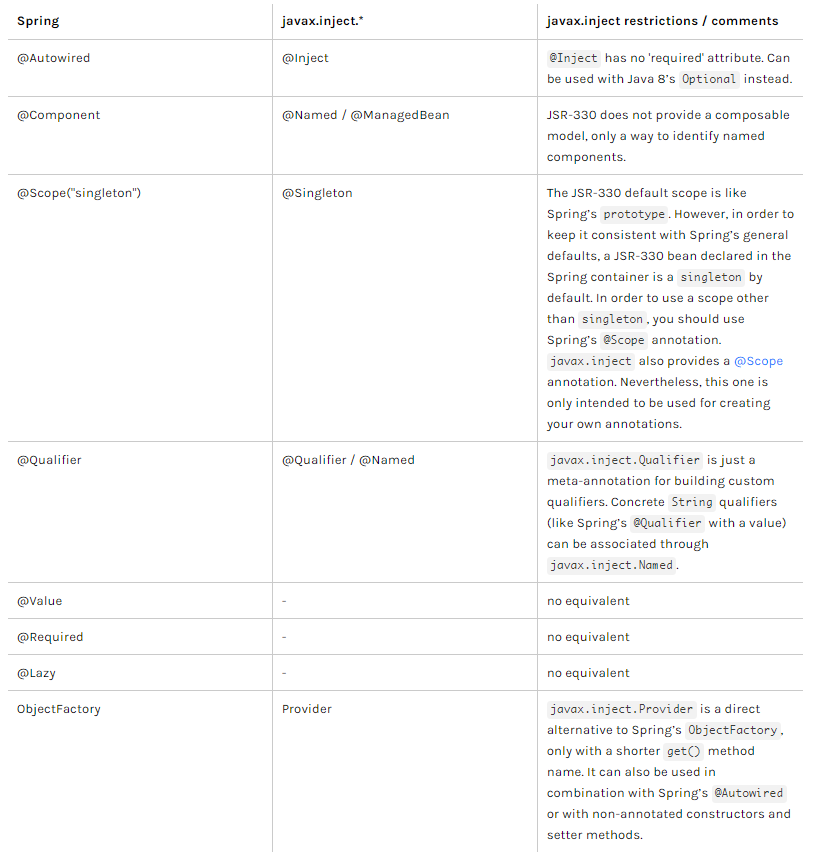 Spring
javax.inject.*
javax.inject restrictions / comments
@Autowired
@Inject
@Inject has no 'required' attribute. Can
be used with Java 8’s Optional instead.
@Component
@Named / @ManagedBean
JSR-330 does not provide a composable
model, only a way to identify named
components.
@Scope("singleton")
@Singleton
The JSR-330 default scope is like
Spring’s prototype. However, in order to
keep it consistent with Spring’s general
defaults, a JSR-330 bean declared in the
Spring container is a singleton by
default. In order to use a scope other
than singleton, you should use
Spring’s @Scope annotation.
javax.inject also provides a @Scope
annotation. Nevertheless, this one is
only intended to be used for creating
your own annotations.
@Qualifier
@Qualifier / @Named
javax.inject.Qualifier is just a
meta-annotation for building custom
qualifiers. Concrete String qualifiers
(like Spring’s @Qualifier with a value)
can be associated through
javax.inject.Named.
@Value
-
no equivalent
@Required
-
no equivalent
@Lazy
-
no equivalent
ObjectFactory
Provider
javax.inject.Provider is a direct
alternative to Spring’s ObjectFactory,
only with a shorter get() method
name. It can also be used in
combination with Spring’s @Autowired
or with non-annotated constructors and
setter methods.